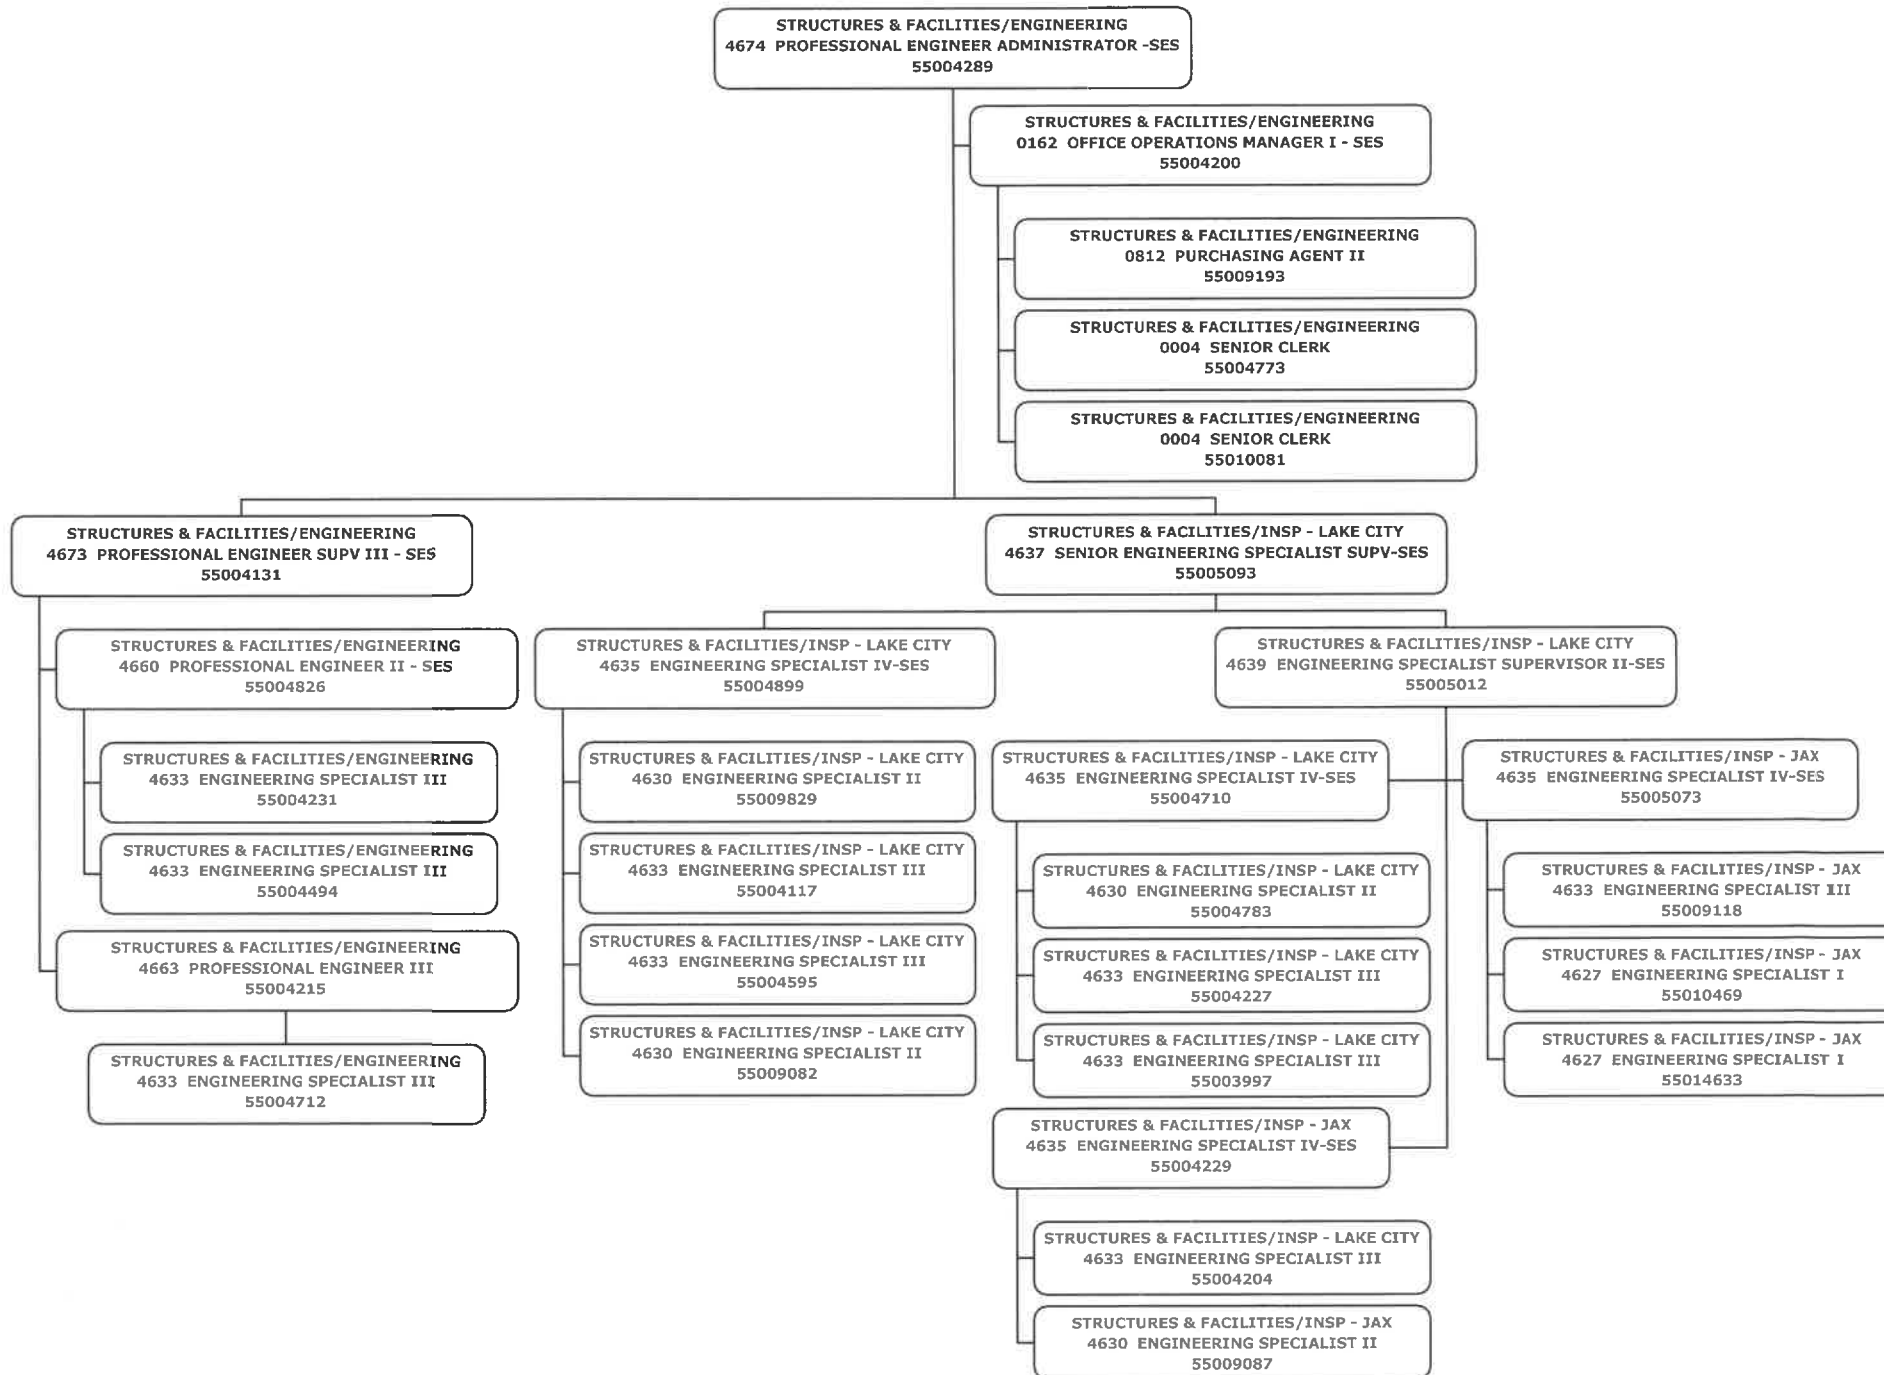 STRUCTURES & FACILITIES/ENGINEERING
4674 PROFESSIONAL ENGINEER ADMINISTRATOR -SES
55004289
STRUCTURES & FACILITIES/ENGINEERING
0162 OFFICE OPERATIONS MANAGER I - SES
55004200
STRUCTURES & FACILITIES/ENGINEERING
0812 PURCHASING AGENT II
55009193
STRUCTURES & FACILITIES/ENGINEERING
0004 SENIOR CLERK
55004773
STRUCTURES & FACILITIES/ENGINEERING
0004 SENIOR CLERK
55010081
STRUCTURES & FACILITIES/ENGINEERING
4673 PROFESSIONAL ENGINEER SUPV III - SES
55004131
STRUCTURES & FACILITIES/ENGINEERING
4660 PROFESSIONAL ENGINEER II - SES
55004826
STRUCTURES & FACILITIES/ENGINEERING
4633 ENGINEERING SPECIALIST III
55004231
STRUCTURES & FACILITIES/ENGINEERING
4633 ENGINEERING SPECIALIST III
55004494
STRUCTURES & FACILITIES/ENGINEERING
4663 PROFESSIONAL ENGINEER III
55004215
STRUCTURES & FACILITIES/ENGINEERING
4633 ENGINEERING SPECIALIST III
55004712
STRUCTURES & FACILITIES/INSP - LAKE CITY
4637 SENIOR ENGINEERING SPECIALIST SUPV-SES
55005093
STRUCTURES & FACILITIES/INSP - LAKE CITY
4635 ENGINEERING SPECIALIST IV-SES
55004899
STRUCTURES & FACILITIES/INSP - LAKE CITY
4630 ENGINEERING SPECIALIST II
55009829
STRUCTURES & FACILITIES/INSP - LAKE CITY
4633 ENGINEERING SPECIALIST III
55004117
STRUCTURES & FACILITIES/INSP - LAKE CITY
4633 ENGINEERING SPECIALIST III
55004595
STRUCTURES & FACILITIES/INSP - LAKE CITY
4630 ENGINEERING SPECIALIST II
55009082
STRUCTURES & FACILITIES/INSP - LAKE CITY
4639 ENGINEERING SPECIALIST SUPERVISOR II-SES
55005012
STRUCTURES & FACILITIES/INSP - LAKE CITY
4635 ENGINEERING SPECIALIST IV-SES
55004710
STRUCTURES & FACILITIES/INSP - LAKE CITY
4630 ENGINEERING SPECIALIST II
55004783
STRUCTURES & FACILITIES/INSP - LAKE CITY
4633 ENGINEERING SPECIALIST III
55004227
STRUCTURES & FACILITIES/INSP - LAKE CITY
4633 ENGINEERING SPECIALIST III
55003997
STRUCTURES & FACILITIES/INSP - JAX
4635 ENGINEERING SPECIALIST IV-SES
55005073
STRUCTURES & FACILITIES/INSP - JAX
4633 ENGINEERING SPECIALIST III
55009118
STRUCTURES & FACILITIES/INSP - JAX
4627 ENGINEERING SPECIALIST I
55010469
STRUCTURES & FACILITIES/INSP - JAX
4627 ENGINEERING SPECIALIST I
55014633
STRUCTURES & FACILITIES/INSP - JAX
4635 ENGINEERING SPECIALIST IV-SES
55004229
STRUCTURES & FACILITIES/INSP - LAKE CITY
4633 ENGINEERING SPECIALIST III
55004204
STRUCTURES & FACILITIES/INSP - JAX
4630 ENGINEERING SPECIALIST II
55009087